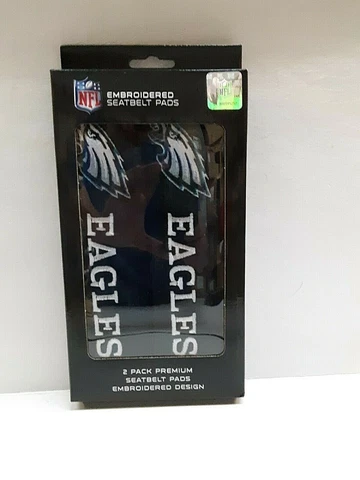 NFL
EMBROIDERED
SEATBELT PADS
EAGLES
EAGLES
2 PACK PREMIUM
SEATBELT PADS
EMBROIDERED DESIGN